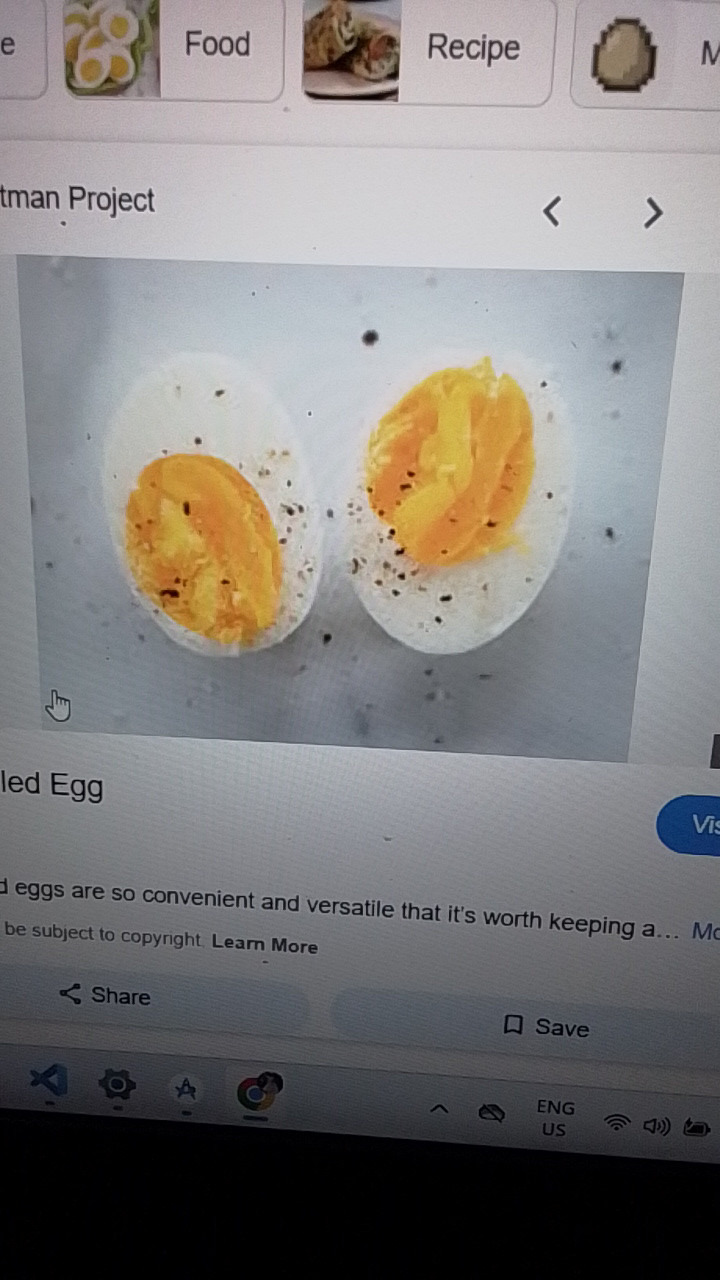 e
Food
Recipe
M
tman Project
led Egg
Vis
d eggs are so convenient and versatile that it's worth keeping a... Mo
be subject to copyright. Learn More
Share
Save
ENG
US